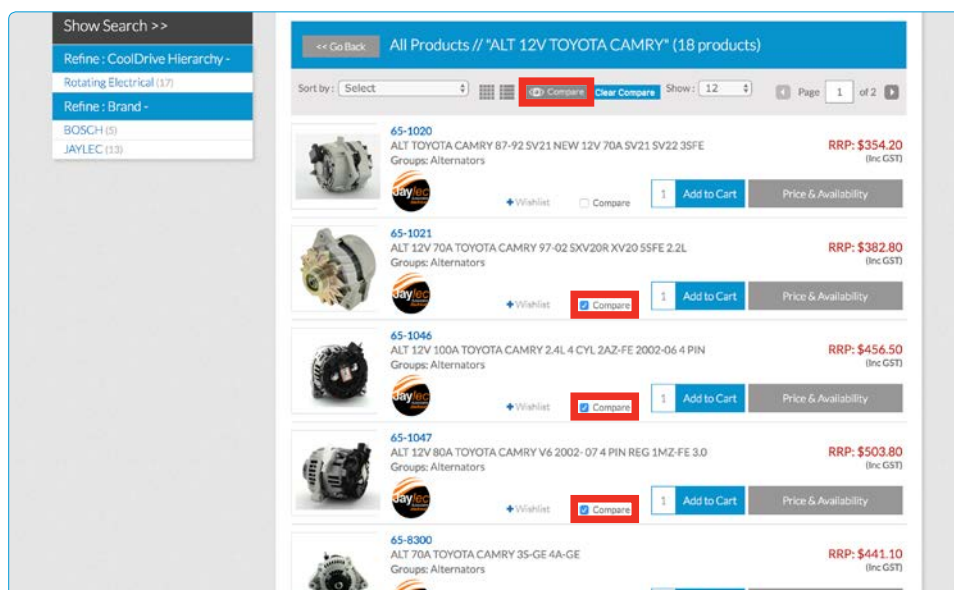 Show Search >>
Refine : CoolDrive Hierarchy -
Rotating Electrical (17)
Refine : Brand -
BOSCH (5)
JAYLEC (13)
<< Go Back All Products // "ALT 12V TOYOTA CAMRY" (18 products)
Sort by : Select Compare Clear Compare Show : 12 Page 1 of 2
65-1020
ALT TOYOTA CAMRY 87-92 SV21 NEW 12V 70A SV21 SV22 3SFE
Groups: Alternators
RRP: $354.20
(Inc GST)
Jaylec
+Wishlist Compare 1 Add to Cart Price & Availability
65-1021
ALT 12V 70A TOYOTA CAMRY 97-02 SXV20R XV20 5SFE 2.2L
Groups: Alternators
RRP: $382.80
(Inc GST)
Jaylec
+Wishlist Compare 1 Add to Cart Price & Availability
65-1046
ALT 12V 100A TOYOTA CAMRY 2.4L 4 CYL 2AZ-FE 2002-06 4 PIN
Groups: Alternators
RRP: $456.50
(Inc GST)
Jaylec
+Wishlist Compare 1 Add to Cart Price & Availability
65-1047
ALT 12V 80A TOYOTA CAMRY V6 2002- 07 4 PIN REG 1MZ-FE 3.0
Groups: Alternators
RRP: $503.80
(Inc GST)
Jaylec
+Wishlist Compare 1 Add to Cart Price & Availability
65-8300
ALT 70A TOYOTA CAMRY 3S-GE 4A-GE
Groups: Alternators
RRP: $441.10
(Inc GST)